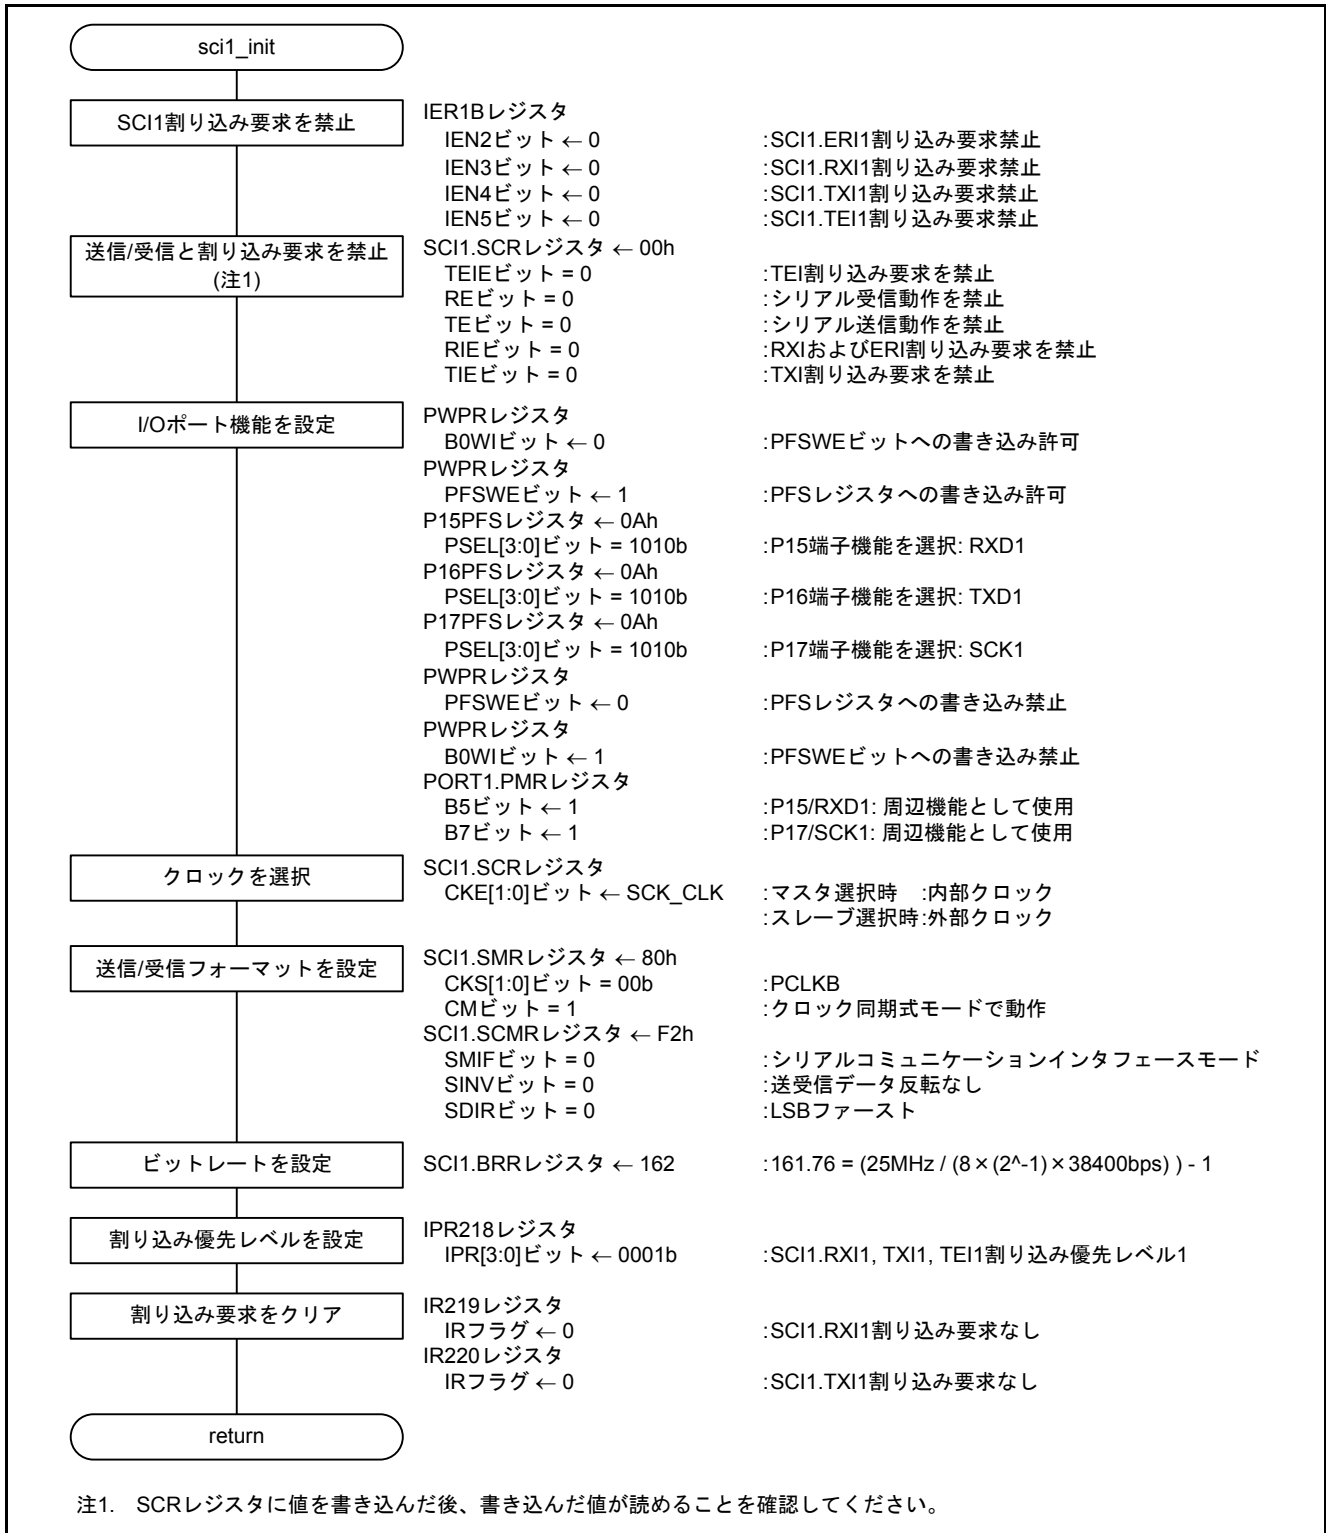 sci1_init
SCI1割り込み要求を禁止
IER1Bレジスタ
IEN2ビット ← 0 :SCI1.ERI1割り込み要求禁止
IEN3ビット ← 0 :SCI1.RXI1割り込み要求禁止
IEN4ビット ← 0 :SCI1.TXI1割り込み要求禁止
IEN5ビット ← 0 :SCI1.TEI1割り込み要求禁止
送信/受信と割り込み要求を禁止
(注1)
SCI1.SCRレジスタ ← 00h
TEIEビット = 0 :TEI割り込み要求を禁止
REビット = 0 :シリアル受信動作を禁止
TEビット = 0 :シリアル送信動作を禁止
RIEビット = 0 :RXIおよびERI割り込み要求を禁止
TIEビット = 0 :TXI割り込み要求を禁止
I/Oポート機能を設定
PWPRレジスタ
B0WIビット ← 0 :PFSWEビットへの書き込み許可
PWPRレジスタ
PFSWEビット ← 1 :PFSレジスタへの書き込み許可
P15PFSレジスタ ← 0Ah
PSEL[3:0]ビット = 1010b :P15端子機能を選択: RXD1
P16PFSレジスタ ← 0Ah
PSEL[3:0]ビット = 1010b :P16端子機能を選択: TXD1
P17PFSレジスタ ← 0Ah
PSEL[3:0]ビット = 1010b :P17端子機能を選択: SCK1
PWPRレジスタ
PFSWEビット ← 0 :PFSレジスタへの書き込み禁止
PWPRレジスタ
B0WIビット ← 1 :PFSWEビットへの書き込み禁止
PORT1.PMRレジスタ
B5ビット ← 1 :P15/RXD1: 周辺機能として使用
B7ビット ← 1 :P17/SCK1: 周辺機能として使用
クロックを選択
SCI1.SCRレジスタ
CKE[1:0]ビット ← SCK_CLK :マスタ選択時 :内部クロック
:スレーブ選択時:外部クロック
送信/受信フォーマットを設定
SCI1.SMRレジスタ ← 80h
CKS[1:0]ビット = 00b :PCLKB
CMビット = 1 :クロック同期式モードで動作
SCI1.SCMRレジスタ ← F2h
SMIFビット = 0 :シリアルコミュニケーションインタフェースモード
SINVビット = 0 :送受信データ反転なし
SDIRビット = 0 :LSBファースト
ビットレートを設定
SCI1.BRRレジスタ ← 162 :161.76 = (25MHz / (8×(2^-1)×38400bps) ) - 1
割り込み優先レベルを設定
IPR218レジスタ
IPR[3:0]ビット ← 0001b :SCI1.RXI1, TXI1, TEI1割り込み優先レベル1
割り込み要求をクリア
IR219レジスタ
IRフラグ ← 0 :SCI1.RXI1割り込み要求なし
IR220レジスタ
IRフラグ ← 0 :SCI1.TXI1割り込み要求なし
return
注1. SCRレジスタに値を書き込んだ後、書き込んだ値が読めることを確認してください。